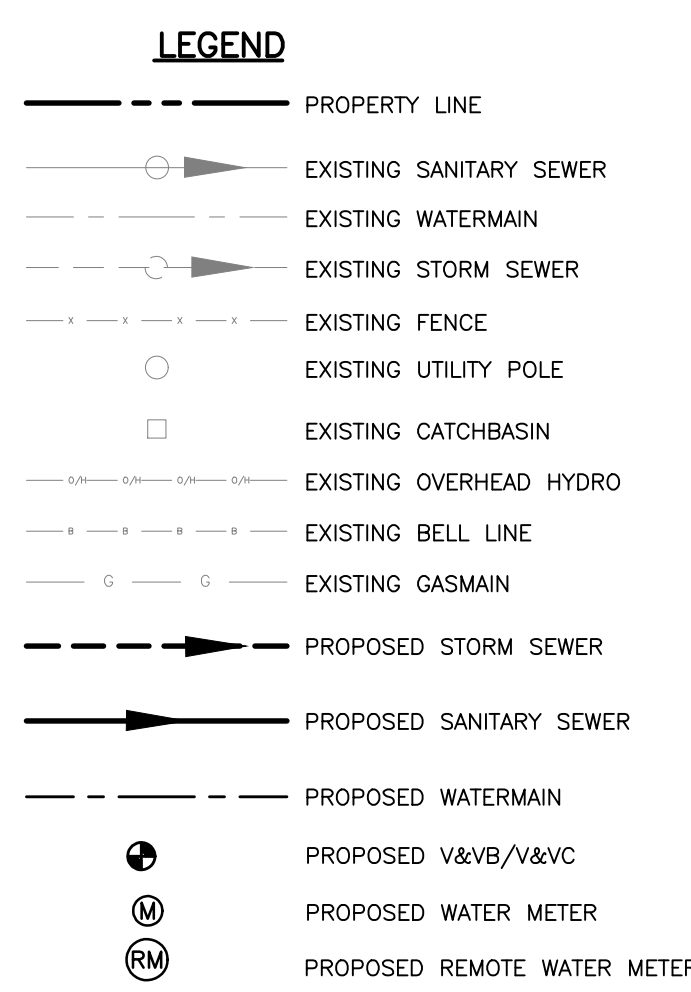 LEGEND
PROPERTY LINE
EXISTING SANITARY SEWER
EXISTING WATERMAIN
EXISTING STORM SEWER
X X X X EXISTING FENCE
EXISTING UTILITY POLE
EXISTING CATCHBASIN
O/H O/H O/H O/H EXISTING OVERHEAD HYDRO
B B B B EXISTING BELL LINE
G G EXISTING GASMAIN
PROPOSED STORM SEWER
PROPOSED SANITARY SEWER
PROPOSED WATERMAIN
PROPOSED V&VB/V&VC
M PROPOSED WATER METER
RM PROPOSED REMOTE WATER METER